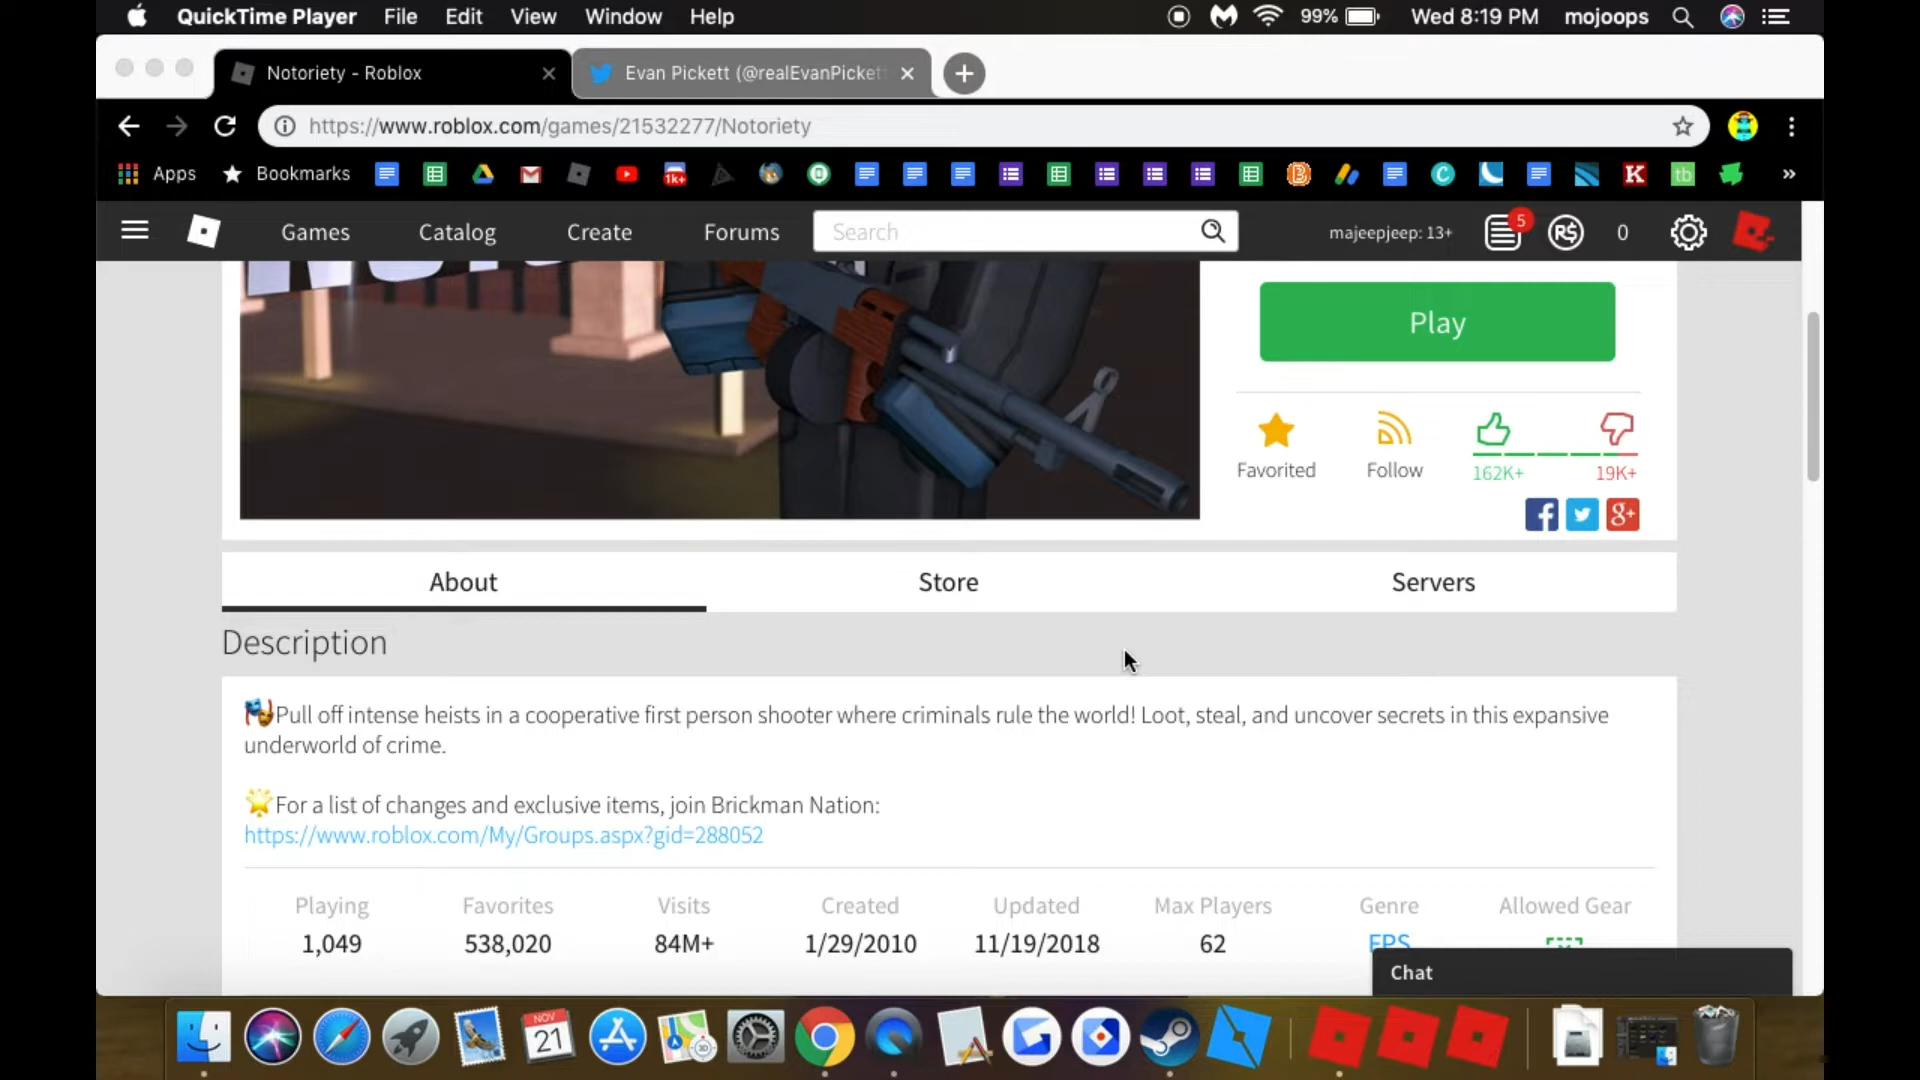 QuickTime Player File Edit View Window Help 99% Wed 8:19 PM mojoops
Notoriety - Roblox
Evan Pickett (@realEvanPicket
https://www.roblox.com/games/21532277/Notoriety
Apps Bookmarks 1k+ K tb »
Games Catalog Create Forums Search majeepjeep: 13+ 5 R$ 0
Play
Favorited Follow 162K+ 19K+
f g+
About Store Servers
Description
Pull off intense heists in a cooperative first person shooter where criminals rule the world! Loot, steal, and uncover secrets in this expansive
underworld of crime.
For a list of changes and exclusive items, join Brickman Nation:
https://www.roblox.com/My/Groups.aspx?gid=288052
Playing Favorites Visits Created Updated Max Players Genre Allowed Gear
1,049 538,020 84M+ 1/29/2010 11/19/2018 62 FPS
Chat
NOV
21